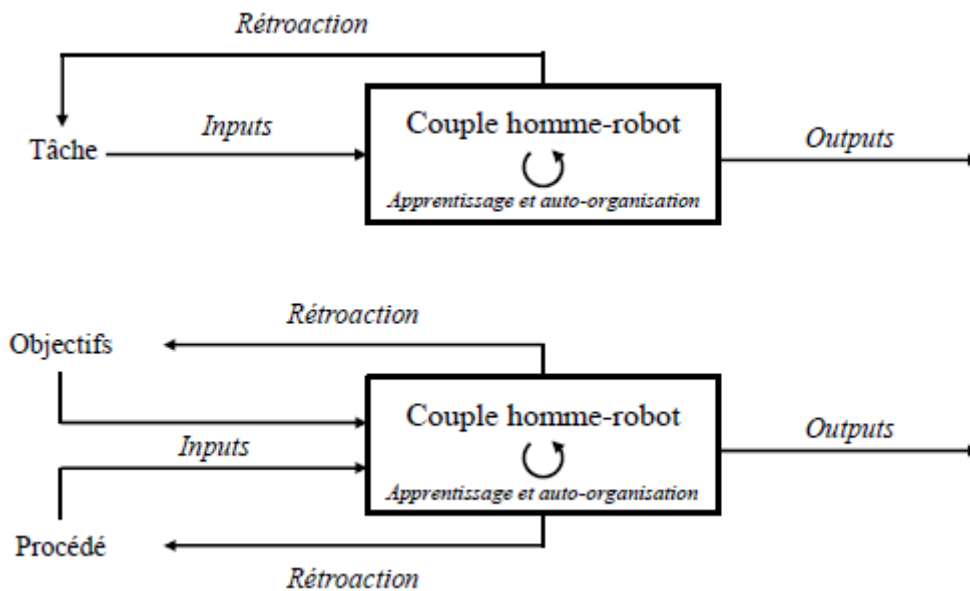 Rétroaction
Tâche
Inputs
Couple homme-robot
Apprentissage et auto-organisation
Outputs
Rétroaction
Objectifs
Couple homme-robot
Apprentissage et auto-organisation
Inputs
Outputs
Procédé
Rétroaction